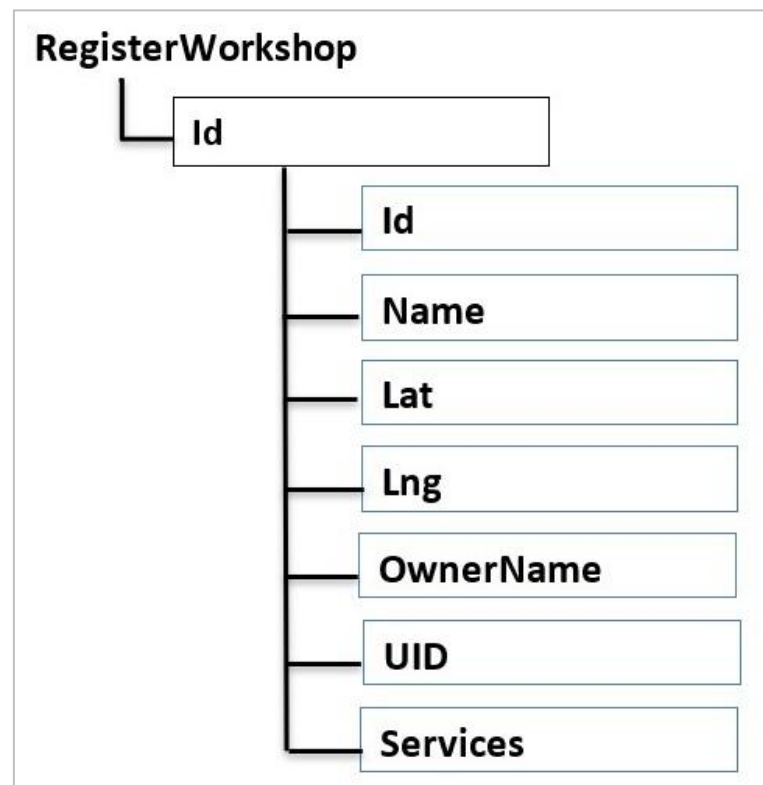 RegisterWorkshop
Id
Id
Name
Lat
Lng
OwnerName
UID
Services